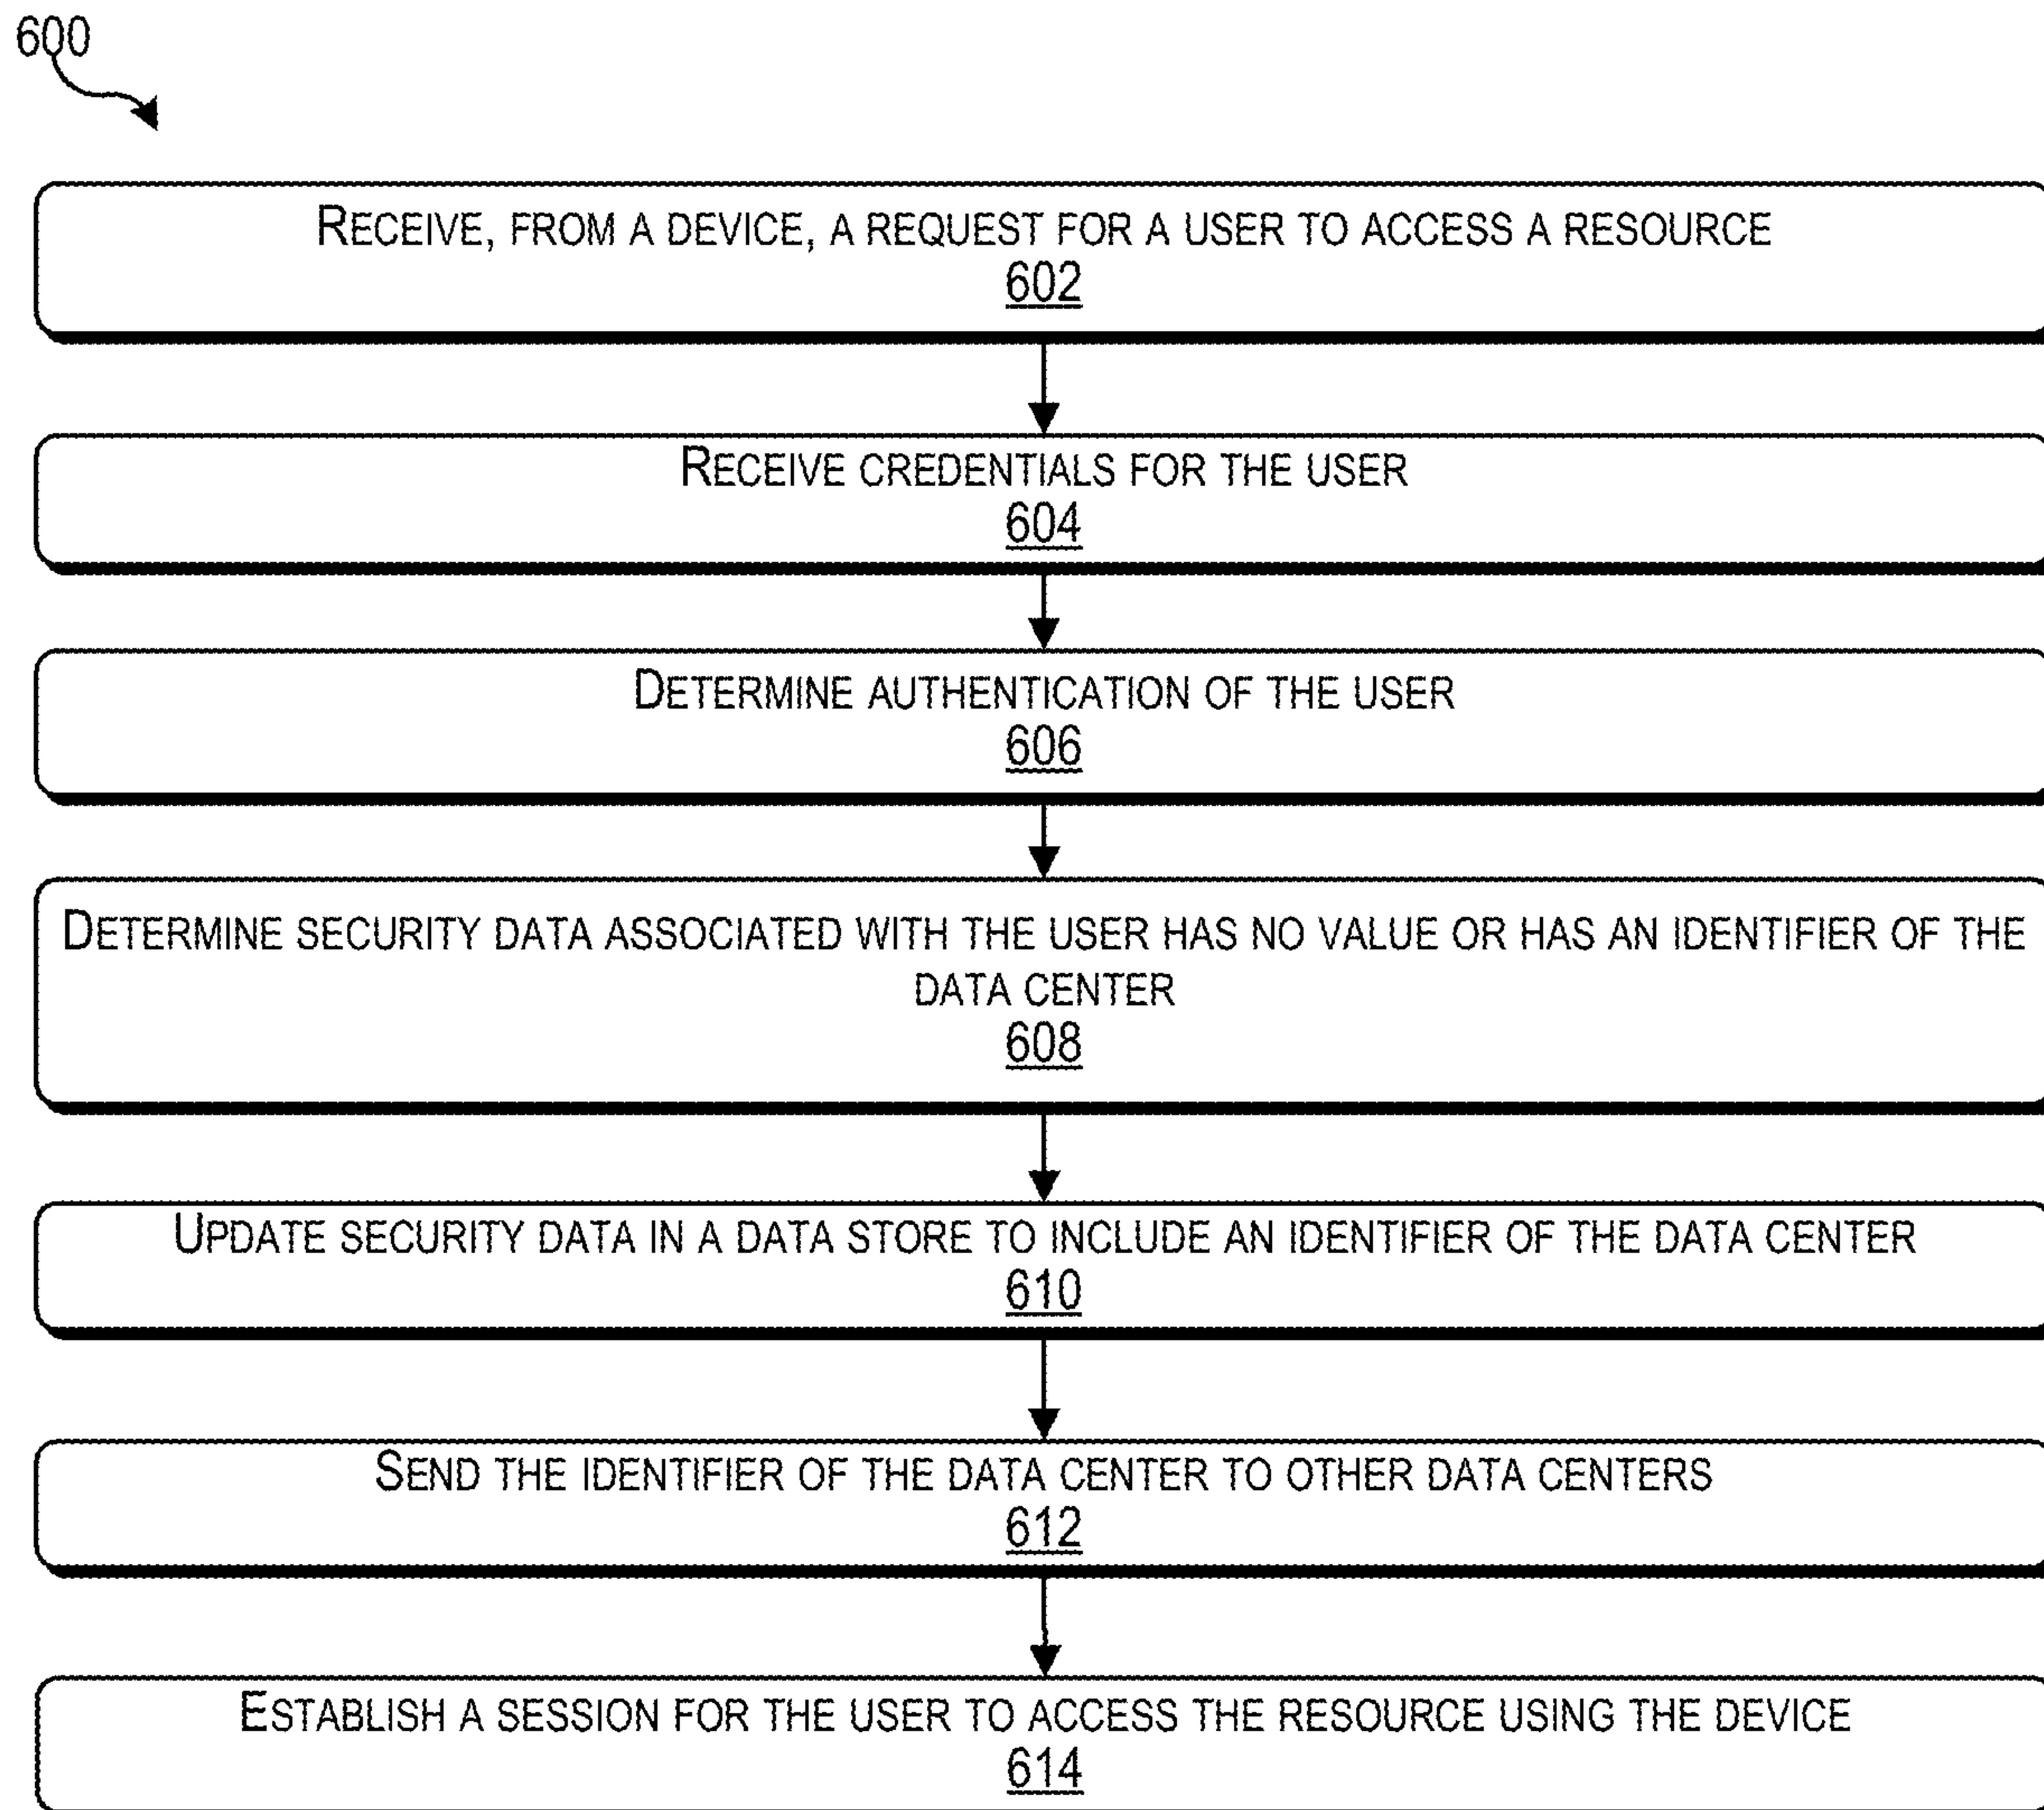 600
RECEIVE, FROM A DEVICE, A REQUEST FOR A USER TO ACCESS A RESOURCE
602
RECEIVE CREDENTIALS FOR THE USER
604
DETERMINE AUTHENTICATION OF THE USER
606
DETERMINE SECURITY DATA ASSOCIATED WITH THE USER HAS NO VALUE OR HAS AN IDENTIFIER OF THE
DATA CENTER
608
UPDATE SECURITY DATA IN A DATA STORE TO INCLUDE AN IDENTIFIER OF THE DATA CENTER
610
SEND THE IDENTIFIER OF THE DATA CENTER TO OTHER DATA CENTERS
612
ESTABLISH A SESSION FOR THE USER TO ACCESS THE RESOURCE USING THE DEVICE
614